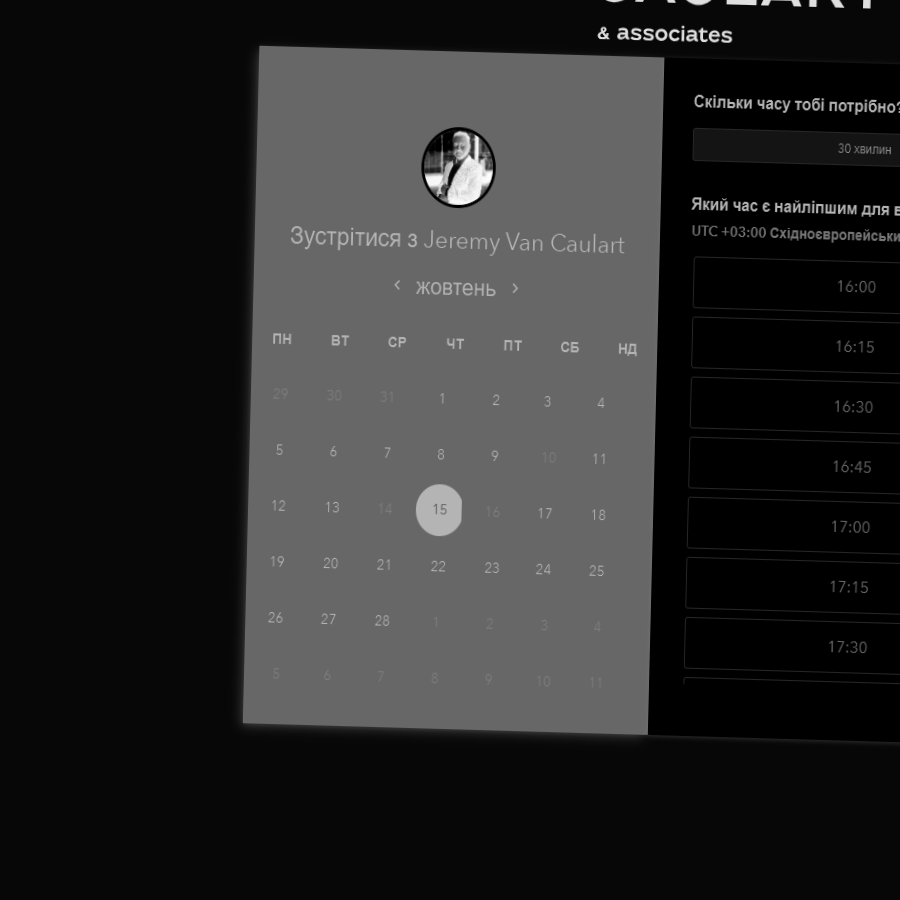 & associates
Зустрітися з Jeremy Van Caulart
‹ жовтень ›
ПН ВТ СР ЧТ ПТ СБ НД
29 30 31 1 2 3 4
5 6 7 8 9 10 11
12 13 14 15 16 17 18
19 20 21 22 23 24 25
26 27 28 1 2 3 4
5 6 7 8 9 10 11
Скільки часу тобі потрібно?
30 хвилин
Який час є найліпшим для
UTC +03:00
16:00
16:15
16:30
16:45
17:00
17:15
17:30